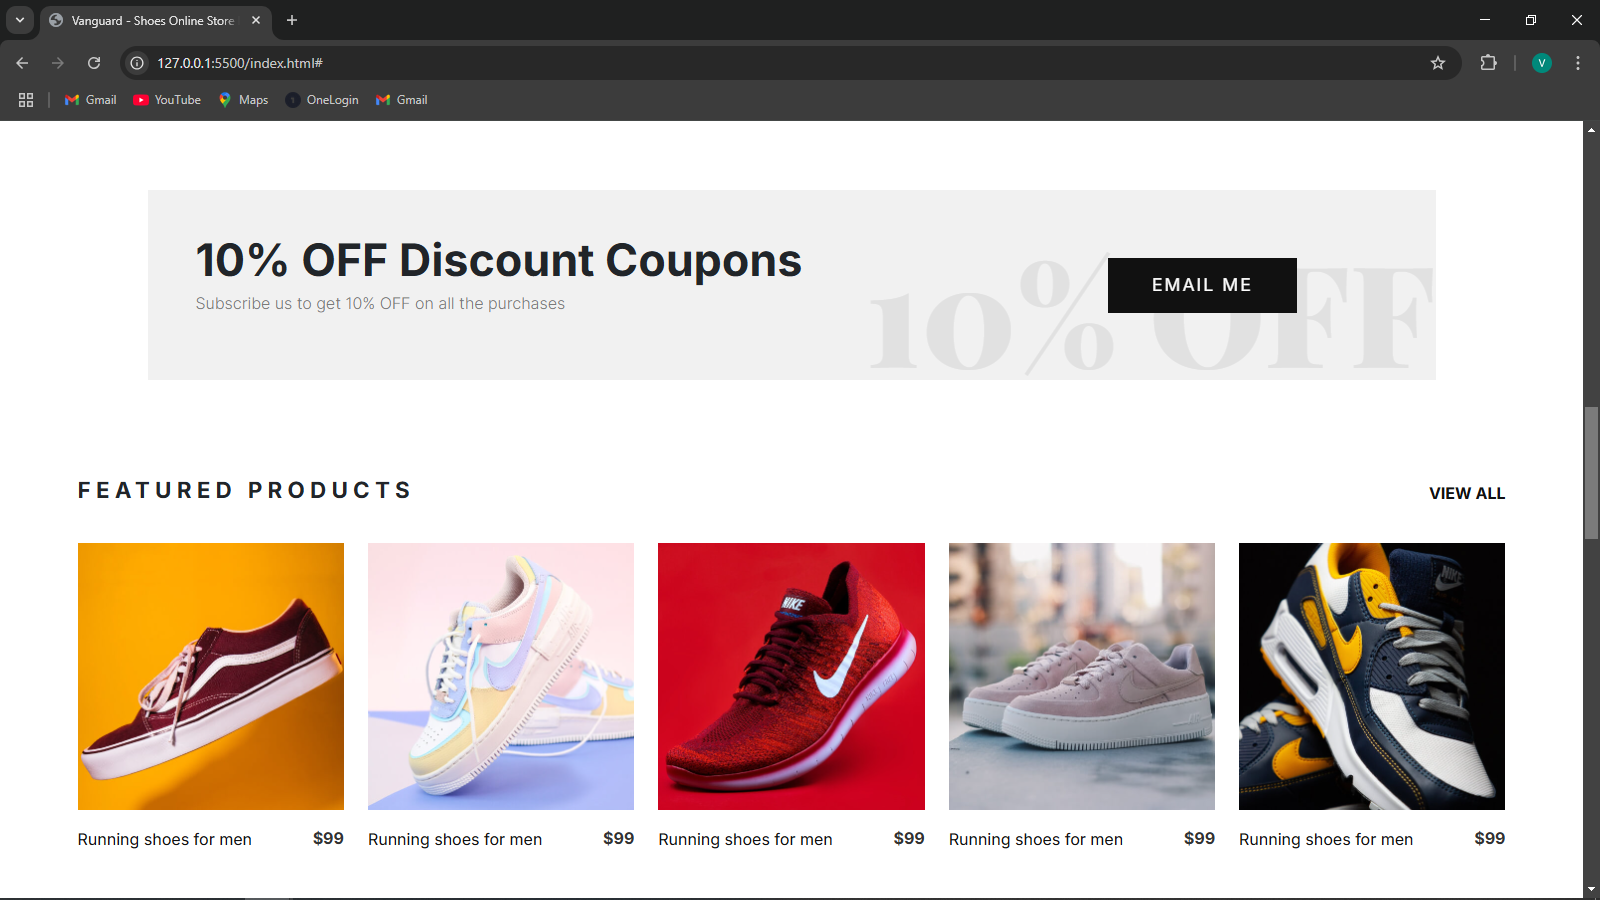 Vanguard - Shoes Online Store
127.0.0.1:5500/index.html#
V
Gmail
YouTube
Maps
OneLogin
Gmail
10% OFF Discount Coupons
Subscribe us to get 10% OFF on all the purchases
10% OFF
EMAIL ME
FEATURED PRODUCTS
VIEW ALL
NIKE
NIKE
Running shoes for men
$99
Running shoes for men
$99
Running shoes for men
$99
Running shoes for men
$99
Running shoes for men
$99